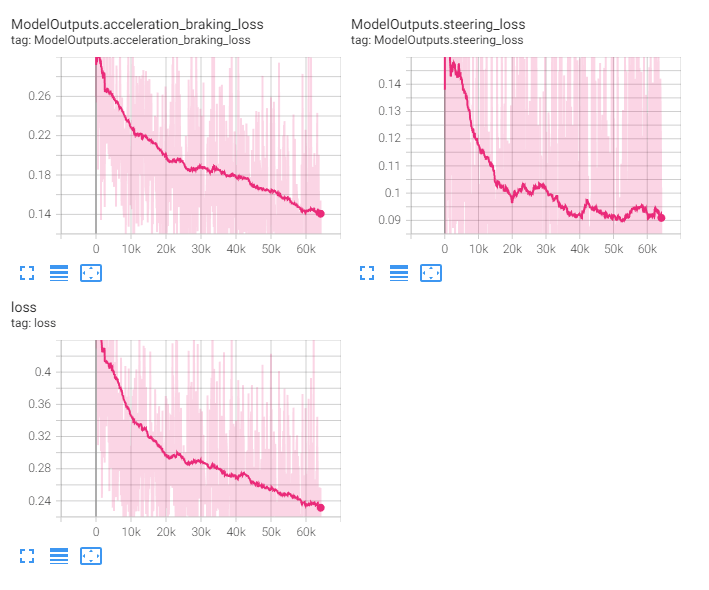 ModelOutputs.acceleration_braking_loss
tag: ModelOutputs.acceleration_braking_loss
0.26
0.22
0.18
0.14
0 10k 20k 30k 40k 50k 60k
ModelOutputs.steering_loss
tag: ModelOutputs.steering_loss
0.14
0.13
0.12
0.11
0.1
0.09
0 10k 20k 30k 40k 50k 60k
loss
tag: loss
0.4
0.36
0.32
0.28
0.24
0 10k 20k 30k 40k 50k 60k